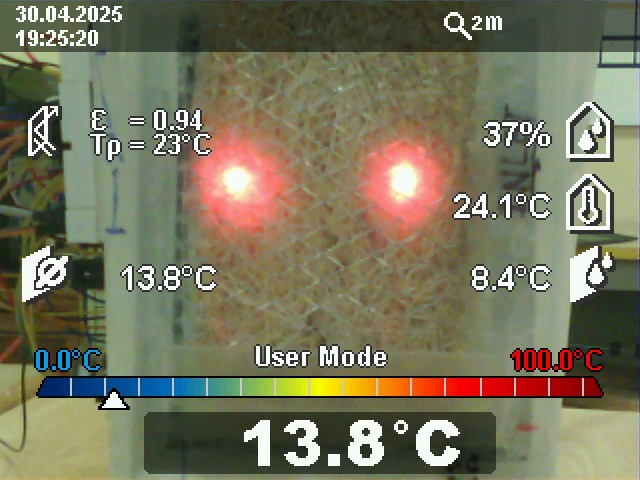 30.04.2025
19:25:20
2m
ε = 0.94
Tp = 23°C
37%
24.1°C
13.8°C
8.4°C
0.0°C
User Mode
100.0°C
13.8°C